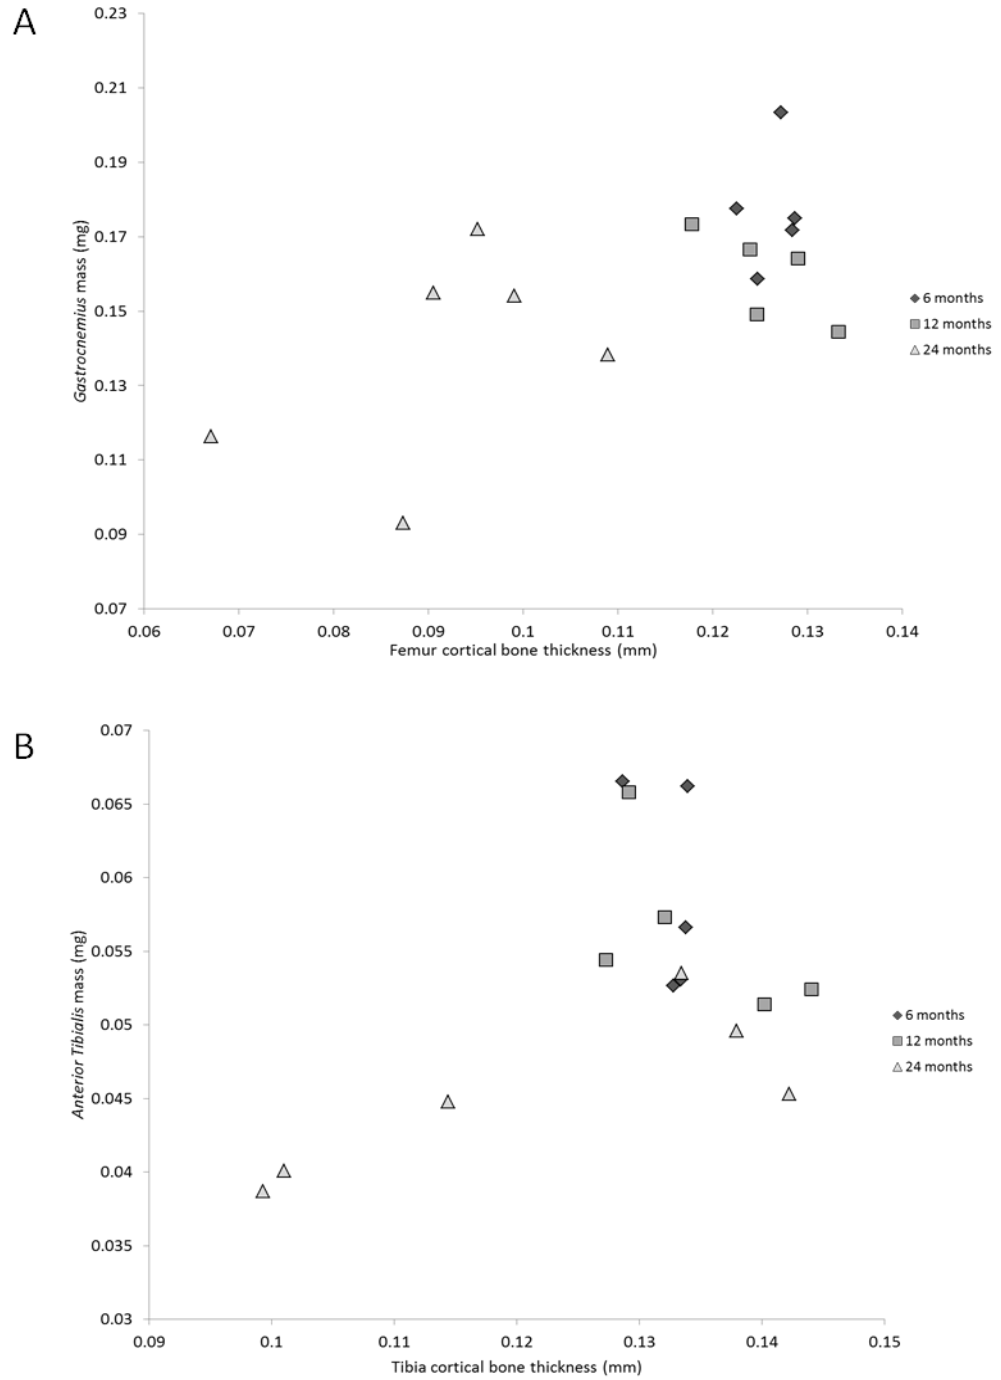 A
0.23
0.21
0.19
0.17
0.15
0.13
0.11
0.09
0.07
Gastrocnemius mass (mg)
0.06 0.07 0.08 0.09 0.1 0.11 0.12 0.13 0.14
Femur cortical bone thickness (mm)
6 months
12 months
24 months
B
0.07
0.065
0.06
0.055
0.05
0.045
0.04
0.035
0.03
Anterior Tibialis mass (mg)
0.09 0.1 0.11 0.12 0.13 0.14 0.15
Tibia cortical bone thickness (mm)
6 months
12 months
24 months